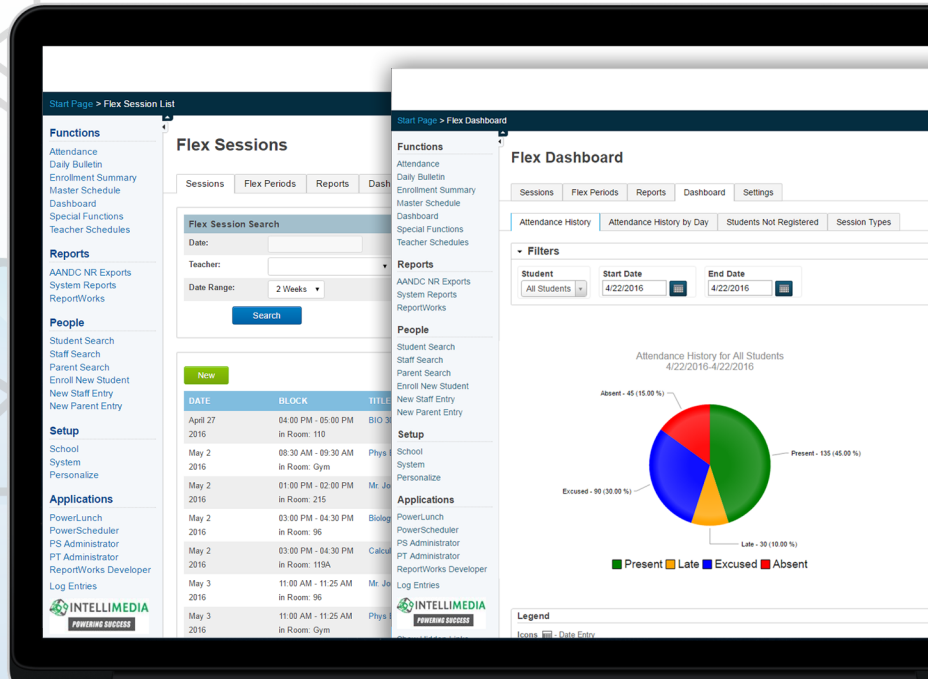 Start Page > Flex Session List
Functions
Attendance
Daily Bulletin
Enrollment Summary
Master Schedule
Dashboard
Special Functions
Teacher Schedules
Reports
AANDC NR Exports
System Reports
ReportWorks
People
Student Search
Staff Search
Parent Search
Enroll New Student
New Staff Entry
New Parent Entry
Setup
School
System
Personalize
Applications
PowerLunch
PowerScheduler
PS Administrator
PT Administrator
ReportWorks Developer
Log Entries
INTELLIMEDIA
POWERING SUCCESS
Flex Sessions
Sessions Flex Periods Reports Dash
Flex Session Search
Date:
Teacher:
Date Range: 2 Weeks
Search
New
DATE BLOCK TITLE
April 27 04:00 PM - 05:00 PM BIO 30
2016 in Room: 110
May 2 08:30 AM - 09:30 AM Phys E
2016 in Room: Gym
May 2 01:00 PM - 02:00 PM Mr. Jo
2016 in Room: 215
May 2 03:00 PM - 04:30 PM Biology
2016 in Room: 96
May 2 03:00 PM - 04:30 PM Calcul
2016 in Room: 119A
May 3 11:00 AM - 11:25 AM Mr. Jo
2016 in Room: 96
May 3 11:00 AM - 11:25 AM Phys E
2016 in Room: Gym
Start Page > Flex Dashboard
Functions
Attendance
Daily Bulletin
Enrollment Summary
Master Schedule
Dashboard
Special Functions
Teacher Schedules
Reports
AANDC NR Exports
System Reports
ReportWorks
People
Student Search
Staff Search
Parent Search
Enroll New Student
New Staff Entry
New Parent Entry
Setup
School
System
Personalize
Applications
PowerLunch
PowerScheduler
PS Administrator
PT Administrator
ReportWorks Developer
Log Entries
INTELLIMEDIA
POWERING SUCCESS
Show Hidden Links
Flex Dashboard
Sessions Flex Periods Reports Dashboard Settings
Attendance History Attendance History by Day Students Not Registered Session Types
Filters
Student Start Date End Date
All Students 4/22/2016 4/22/2016
Attendance History for All Students
4/22/2016-4/22/2016
Absent - 45 (15.00 %)
Present - 135 (45.00 %)
Excused - 90 (30.00 %)
Late - 30 (10.00 %)
Present Late Excused Absent
Legend
Icons - Date Entry